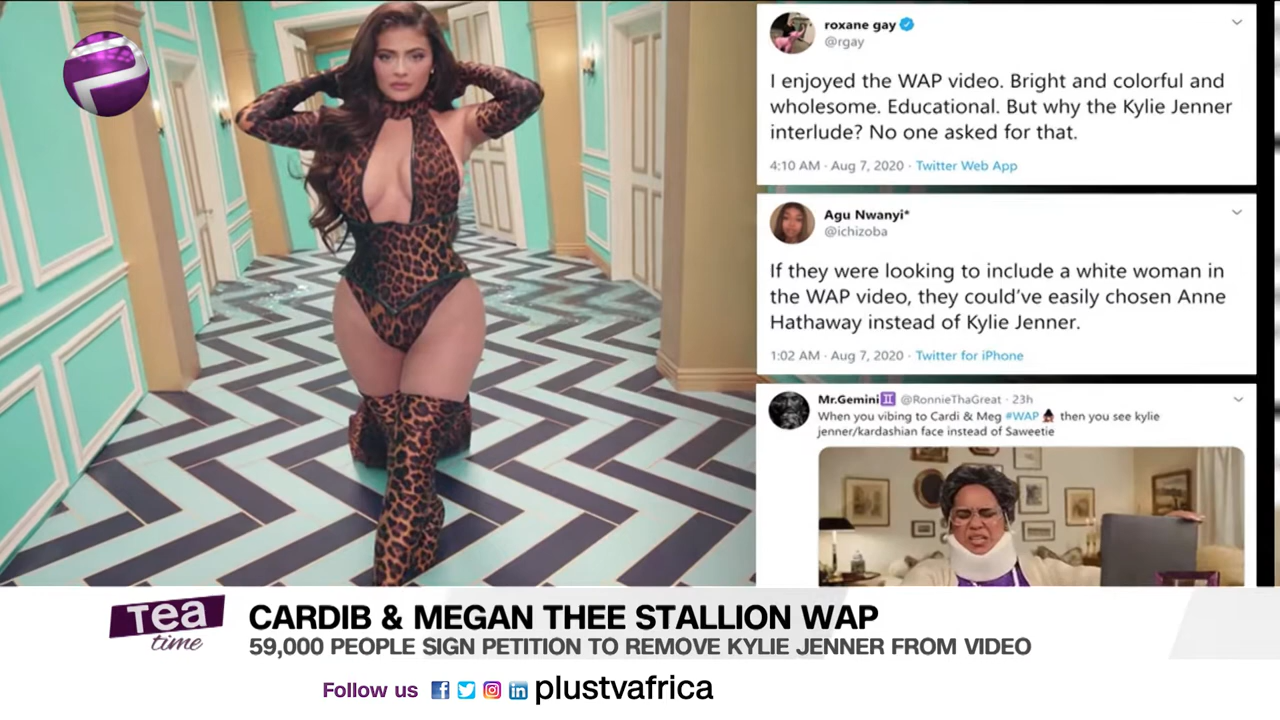 roxane gay
@rgay
I enjoyed the WAP video. Bright and colorful and
wholesome. Educational. But why the Kylie Jenner
interlude? No one asked for that.
4:10 AM · Aug 7, 2020 · Twitter Web App
Agu Nwanyi*
@ichizoba
If they were looking to include a white woman in
the WAP video, they could've easily chosen Anne
Hathaway instead of Kylie Jenner.
1:02 AM · Aug 7, 2020 · Twitter for iPhone
Mr.Gemini♊ @RonnieThaGreat · 23h
When you vibing to Cardi & Meg #WAP then you see kylie
jenner/kardashian face instead of Saweetie
Tea
time
CARDIB & MEGAN THEE STALLION WAP
59,000 PEOPLE SIGN PETITION TO REMOVE KYLIE JENNER FROM VIDEO
Follow us plustvafrica